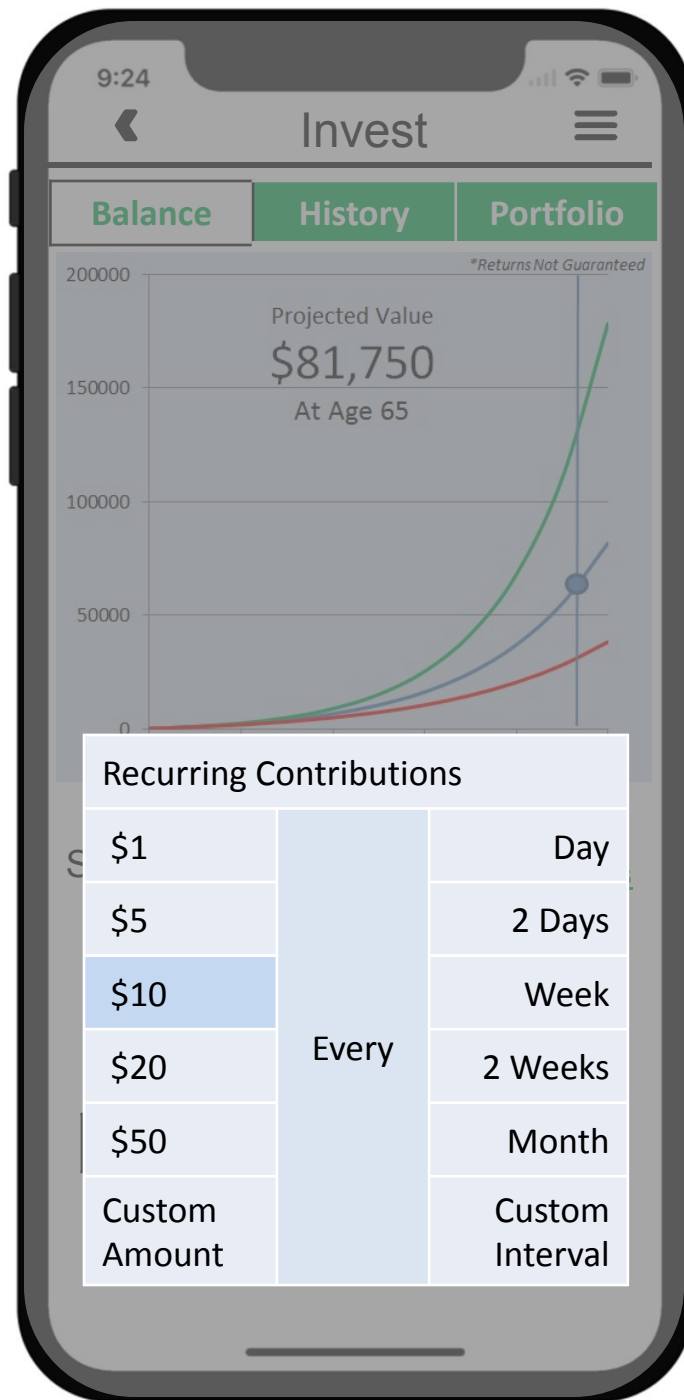 9:24
Invest
Balance History Portfolio
*Returns Not Guaranteed
200000
Projected Value
$81,750
At Age 65
150000
100000
50000
0
Recurring Contributions
$1 Day
$5 2 Days
$10 Week
Every
$20 2 Weeks
$50 Month
Custom Amount
Custom Interval